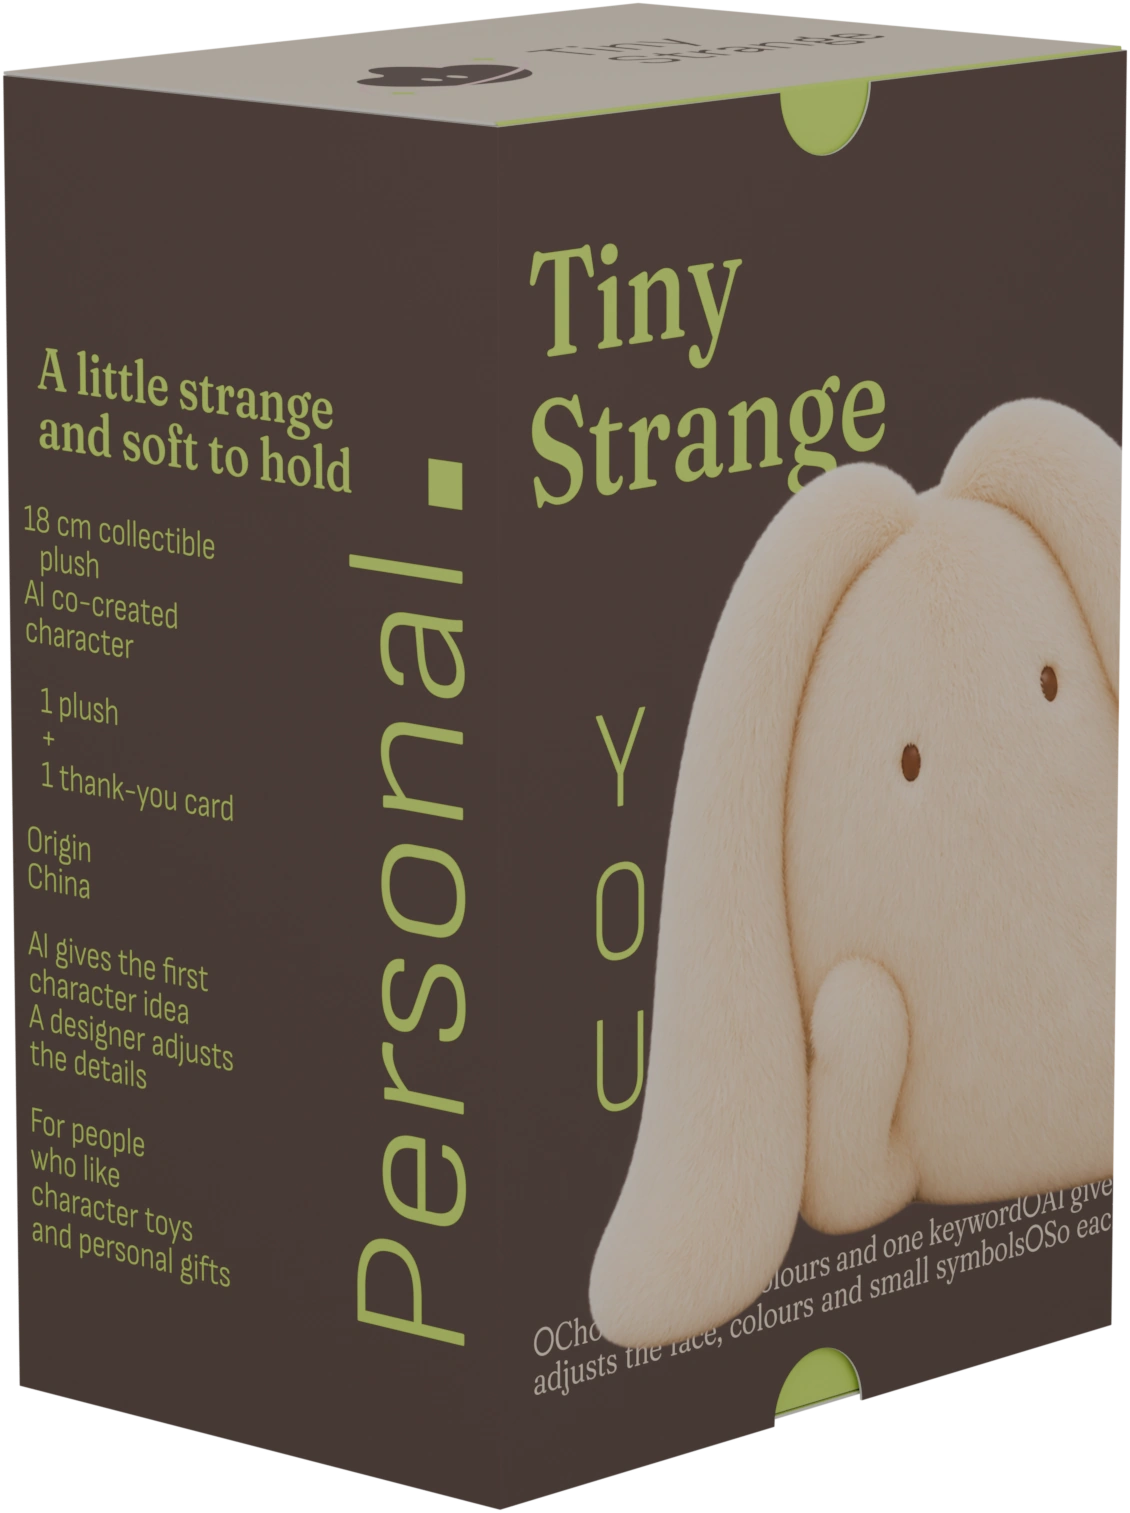 Tiny
Strange
A little strange
and soft to hold
18 cm collectible
plush
AI co-created
character
1 plush
+
1 thank-you card
Origin
China
AI gives the first
character idea
A designer adjusts
the details
For people
who like
character toys
and personal gifts
Personal
Tiny
Strange
YOU
and one keywordOAI give
adjusts the face, colours and small symbolsOSo eac